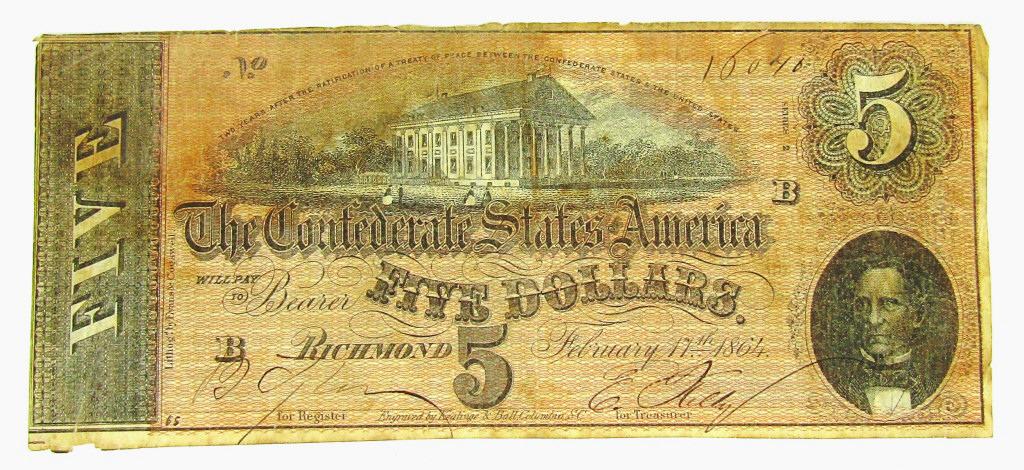 FIVE
No.
TWO YEARS AFTER THE RATIFICATION OF A TREATY OF PEACE BETWEEN THE CONFEDERATE STATES & THE UNITED STATES
5
SERIES 2
B
The Confederate States of America
WILL PAY TO Bearer FIVE DOLLARS.
B RICHMOND 5 February 17th 1864.
for Register
Engraved by Keatinge & Ball, Columbia, S.C.
for Treasurer